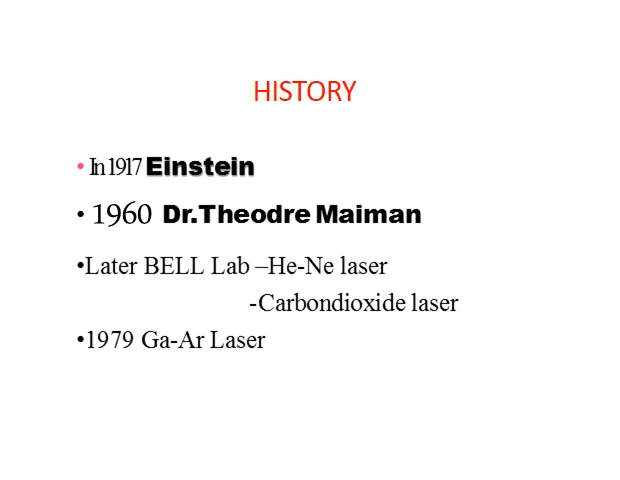 HISTORY
• In 1917 Einstein
• 1960 Dr.Theodre Maiman
•Later BELL Lab –He-Ne laser
-Carbondioxide laser
•1979 Ga-Ar Laser